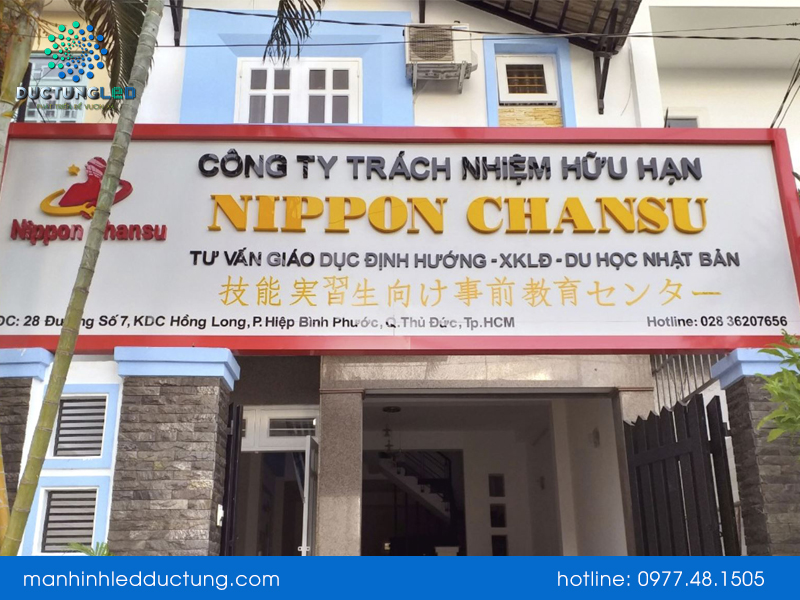 DUCTUNGLED
CÔNG TY TRÁCH NHIỆM HỮU HẠN
NIPPON CHANSU
Nippon Chansu
TƯ VẤN GIÁO DỤC ĐỊNH HƯỚNG - XKLĐ - DU HỌC NHẬT BẢN
技能実習生向け事前教育センター
ĐC: 28 Đường Số 7, KDC Hồng Long, P. Hiệp Bình Phước, Q. Thủ Đức, Tp.HCM
Hotline: 028 36207656
manhinhledductung.com
hotline: 0977.48.1505